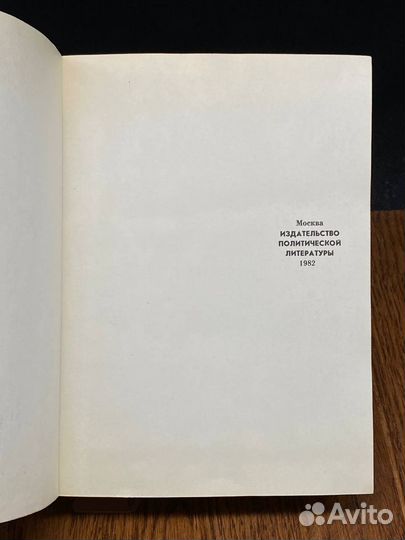 Москва
ИЗДАТЕЛЬСТВО
ПОЛИТИЧЕСКОЙ
ЛИТЕРАТУРЫ
1982
Avito